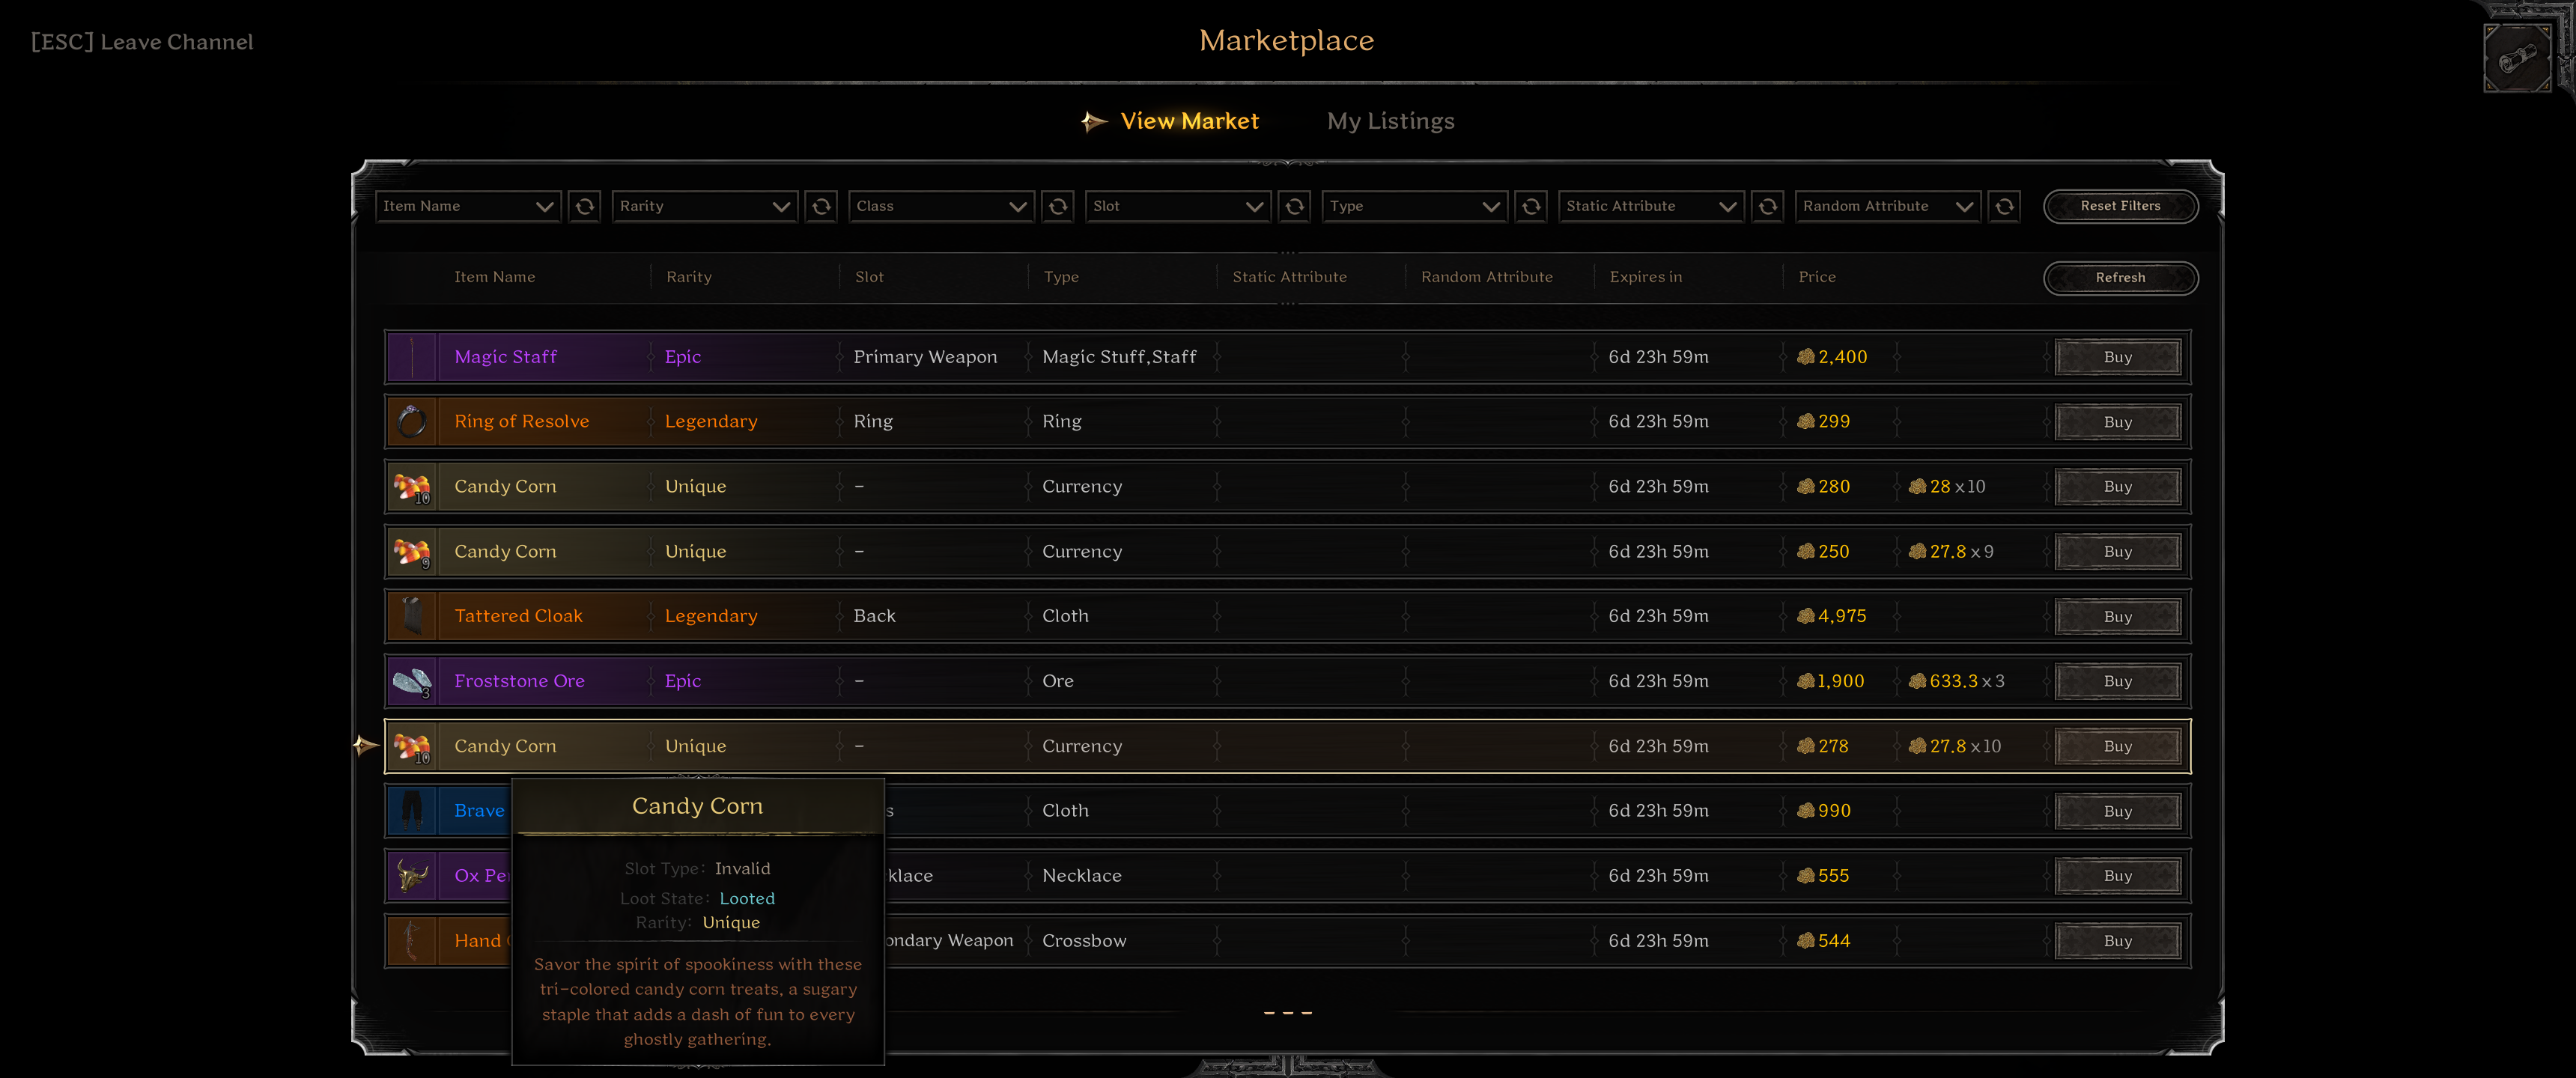 [ESC] Leave Channel
Marketplace
View Market My Listings
Item Name Rarity Class Slot Type Static Attribute Random Attribute Reset Filters
Item Name Rarity Slot Type Static Attribute Random Attribute Expires in Price Refresh
Magic Staff Epic Primary Weapon Magic Stuff,Staff 6d 23h 59m 2,400 Buy
Ring of Resolve Legendary Ring Ring 6d 23h 59m 299 Buy
10 Candy Corn Unique - Currency 6d 23h 59m 280 28 x 10 Buy
9 Candy Corn Unique - Currency 6d 23h 59m 250 27.8 x 9 Buy
Tattered Cloak Legendary Back Cloth 6d 23h 59m 4,975 Buy
3 Froststone Ore Epic - Ore 6d 23h 59m 1,900 633.3 x 3 Buy
10 Candy Corn Unique - Currency 6d 23h 59m 278 27.8 x 10 Buy
Brave s Cloth 6d 23h 59m 990 Buy
Ox Pe klace Necklace 6d 23h 59m 555 Buy
Hand ondary Weapon Crossbow 6d 23h 59m 544 Buy
Candy Corn
Slot Type: Invalid
Loot State: Looted
Rarity: Unique
Savor the spirit of spookiness with these
tri-colored candy corn treats, a sugary
staple that adds a dash of fun to every
ghostly gathering.